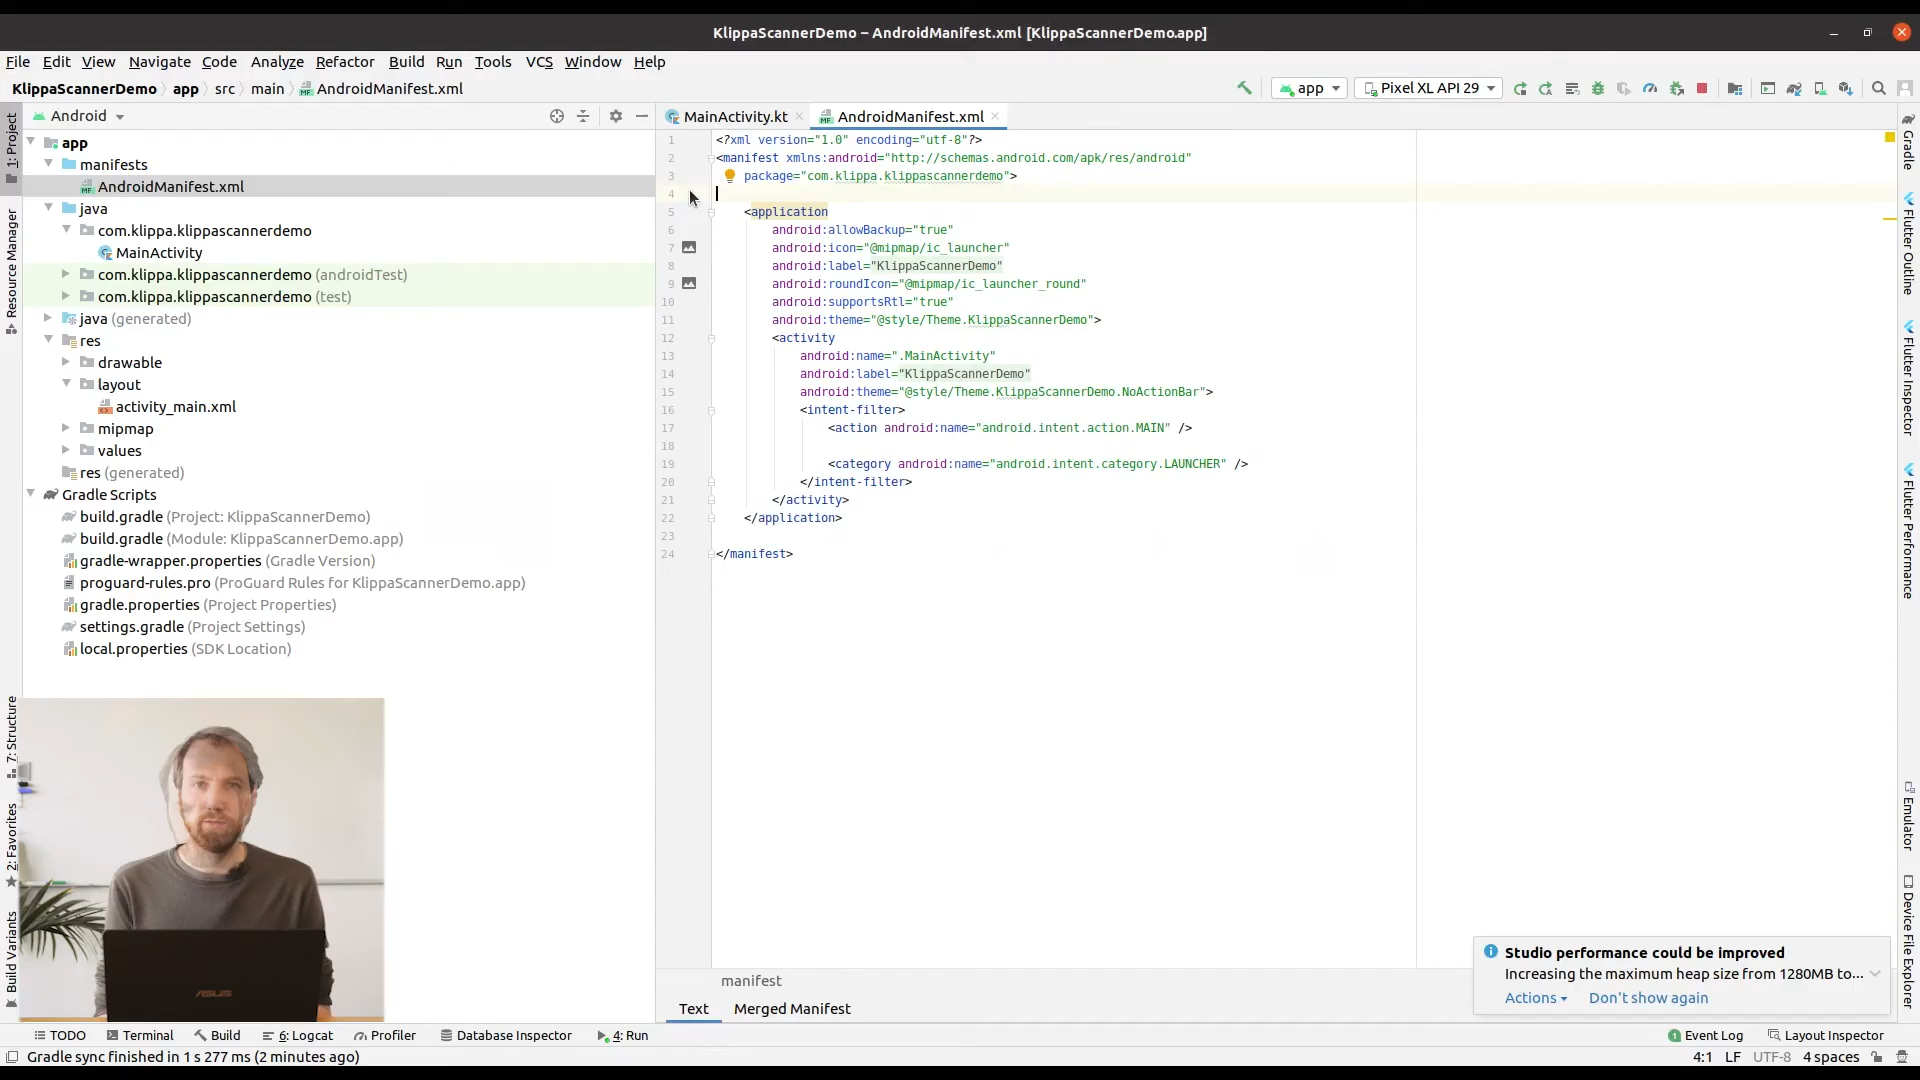 KlippaScannerDemo – AndroidManifest.xml [KlippaScannerDemo.app]
File Edit View Navigate Code Analyze Refactor Build Run Tools VCS Window Help
KlippaScannerDemo app src main AndroidManifest.xml
app Pixel XL API 29
Android
MainActivity.kt AndroidManifest.xml
1: Project
Resource Manager
7: Structure
2: Favorites
Build Variants
app
manifests
AndroidManifest.xml
java
com.klippa.klippascannerdemo
MainActivity
com.klippa.klippascannerdemo (androidTest)
com.klippa.klippascannerdemo (test)
java (generated)
res
drawable
layout
activity_main.xml
mipmap
values
res (generated)
Gradle Scripts
build.gradle (Project: KlippaScannerDemo)
build.gradle (Module: KlippaScannerDemo.app)
gradle-wrapper.properties (Gradle Version)
proguard-rules.pro (ProGuard Rules for KlippaScannerDemo.app)
gradle.properties (Project Properties)
settings.gradle (Project Settings)
local.properties (SDK Location)
ASUS
1 <?xml version="1.0" encoding="utf-8"?>
2 <manifest xmlns:android="http://schemas.android.com/apk/res/android"
3 package="com.klippa.klippascannerdemo">
4
5 <application
6 android:allowBackup="true"
7 android:icon="@mipmap/ic_launcher"
8 android:label="KlippaScannerDemo"
9 android:roundIcon="@mipmap/ic_launcher_round"
10 android:supportsRtl="true"
11 android:theme="@style/Theme.KlippaScannerDemo">
12 <activity
13 android:name=".MainActivity"
14 android:label="KlippaScannerDemo"
15 android:theme="@style/Theme.KlippaScannerDemo.NoActionBar">
16 <intent-filter>
17 <action android:name="android.intent.action.MAIN" />
18
19 <category android:name="android.intent.category.LAUNCHER" />
20 </intent-filter>
21 </activity>
22 </application>
23
24 </manifest>
Gradle
Flutter Outline
Flutter Inspector
Flutter Performance
Emulator
Device File Explorer
Studio performance could be improved
Increasing the maximum heap size from 1280MB to...
Actions Don't show again
manifest
Text Merged Manifest
TODO Terminal Build 6: Logcat Profiler Database Inspector 4: Run 1 Event Log Layout Inspector
Gradle sync finished in 1 s 277 ms (2 minutes ago) 4:1 LF UTF-8 4 spaces